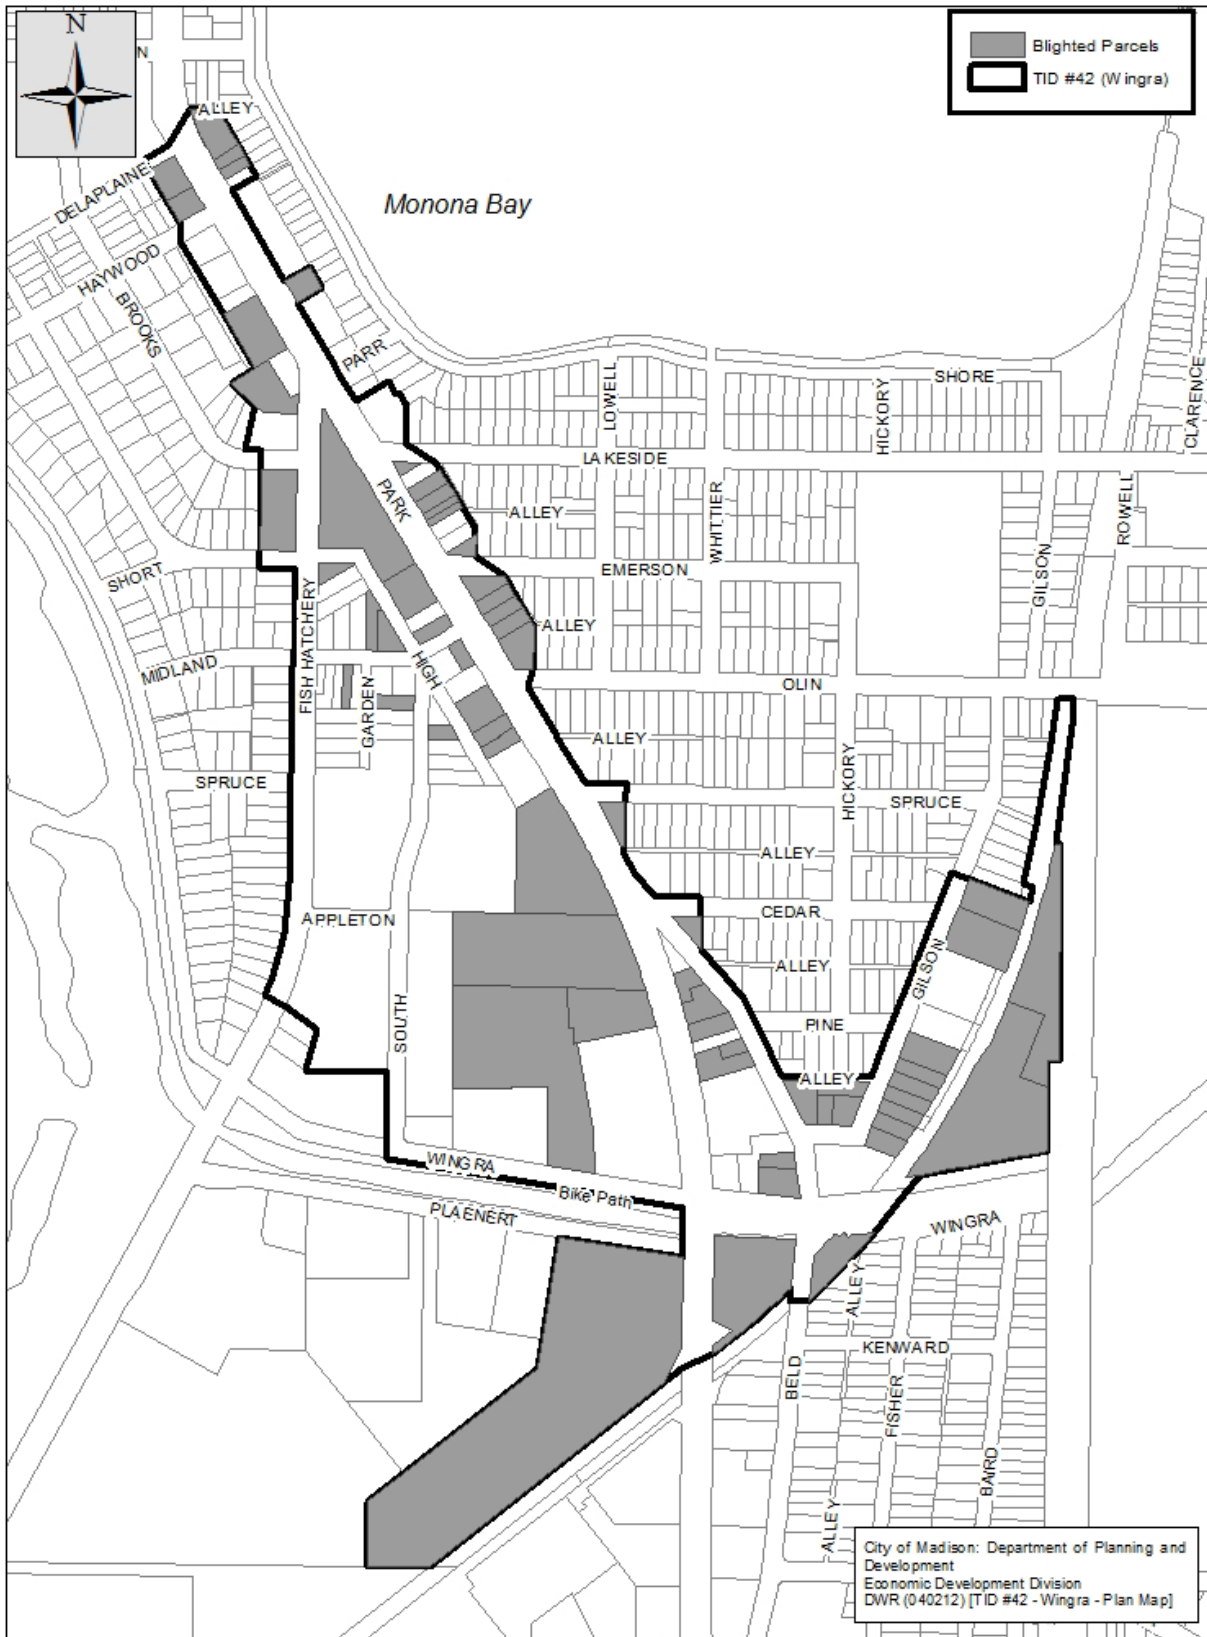 N
N
Blighted Parcels
TID #42 (Wingra)
ALLEY
DELAPLAINE
Monona Bay
HAYWOOD
BROOKS
PARR
SHORE
LOWELL
HICKORY
CLARENCE
LAKESIDE
PARK
ALLEY
WHITTIER
ROWELL
EMERSON
GILSON
SHORT
FISH HATCHERY
ALLEY
MIDLAND
HIGH
GARDEN
OLIN
ALLEY
SPRUCE
HICKORY
SPRUCE
ALLEY
APPLETON
CEDAR
ALLEY
GILSON
SOUTH
PINE
ALLEY
WINGRA
Bike Path
PLAENERT
WINGRA
ALLEY
KENWARD
BELD
FISHER
BAIRD
ALLEY
City of Madison: Department of Planning and
Development
Economic Development Division
DWR (040212) [TID #42 - Wingra - Plan Map]